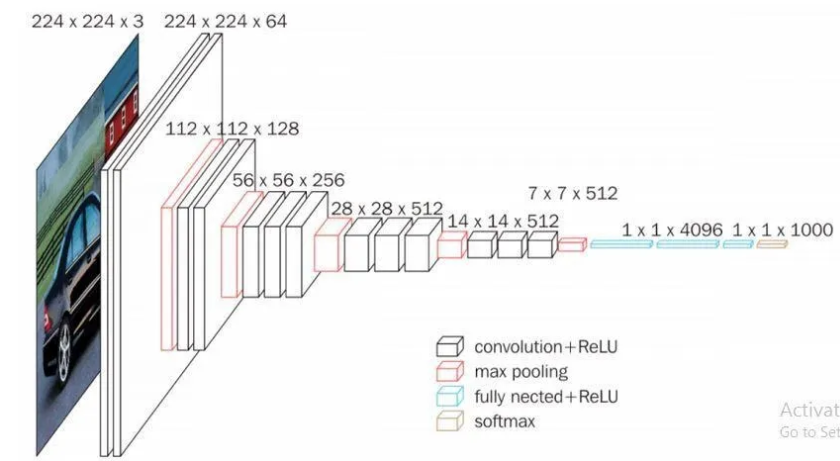 224 x 224 x 3
224 x 224 x 64
112 x 112 x 128
56 x 56 x 256
28 x 28 x 512
14 x 14 x 512
7 x 7 x 512
1 x 1 x 4096
1 x 1 x 1000
convolution+ReLU
max pooling
fully nected+ReLU
softmax
Activat
Go to Set